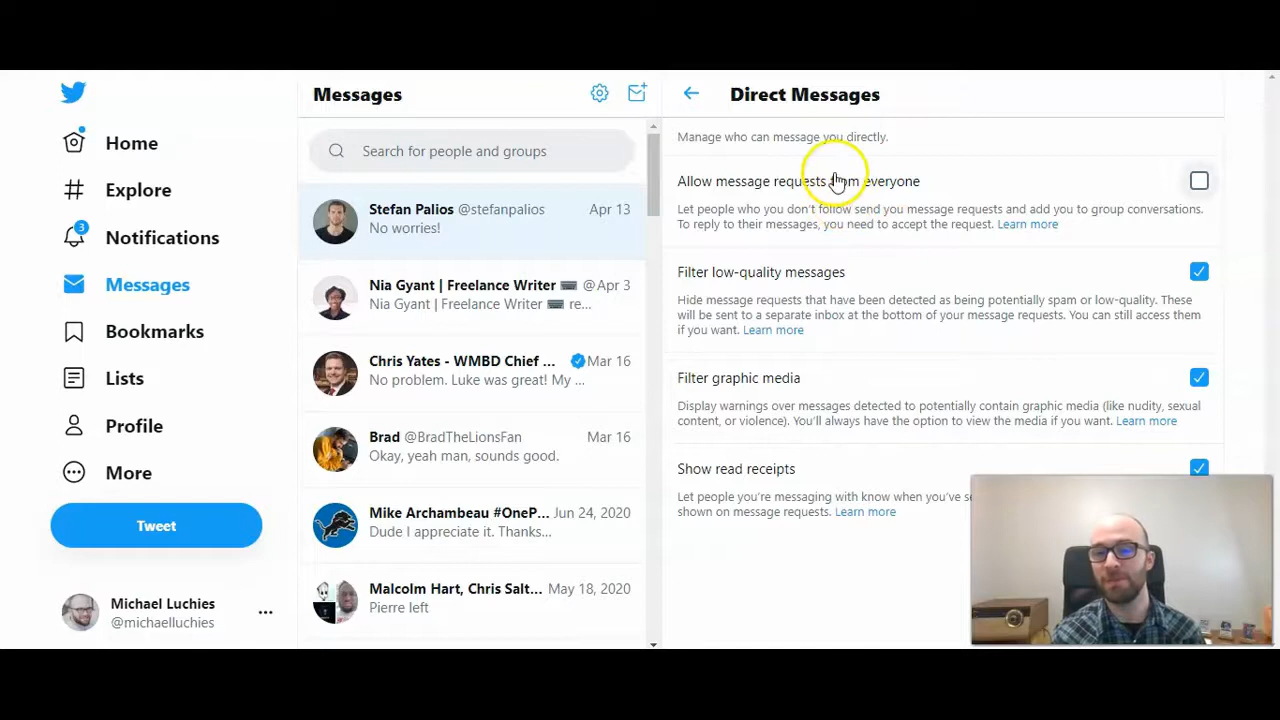 Home
Explore
3
Notifications
Messages
Bookmarks
Lists
Profile
More
Tweet
Michael Luchies
@michaelluchies
Messages
Search for people and groups
Stefan Palios @stefanpalios Apr 13
No worries!
Nia Gyant | Freelance Writer @ Apr 3
Nia Gyant | Freelance Writer re...
Chris Yates - WMBD Chief ... Mar 16
No problem. Luke was great! My ...
Brad @BradTheLionsFan Mar 16
Okay, yeah man, sounds good.
Mike Archambeau #OneP... Jun 24, 2020
Dude I appreciate it. Thanks...
Malcolm Hart, Chris Salt... May 18, 2020
Pierre left
Direct Messages
Manage who can message you directly.
Allow message requests from everyone
Let people who you don't follow send you message requests and add you to group conversations.
To reply to their messages, you need to accept the request. Learn more
Filter low-quality messages
Hide message requests that have been detected as being potentially spam or low-quality. These
will be sent to a separate inbox at the bottom of your message requests. You can still access them
if you want. Learn more
Filter graphic media
Display warnings over messages detected to potentially contain graphic media (like nudity, sexual
content, or violence). You'll always have the option to view the media if you want. Learn more
Show read receipts
Let people you're messaging with know when you've s
shown on message requests. Learn more